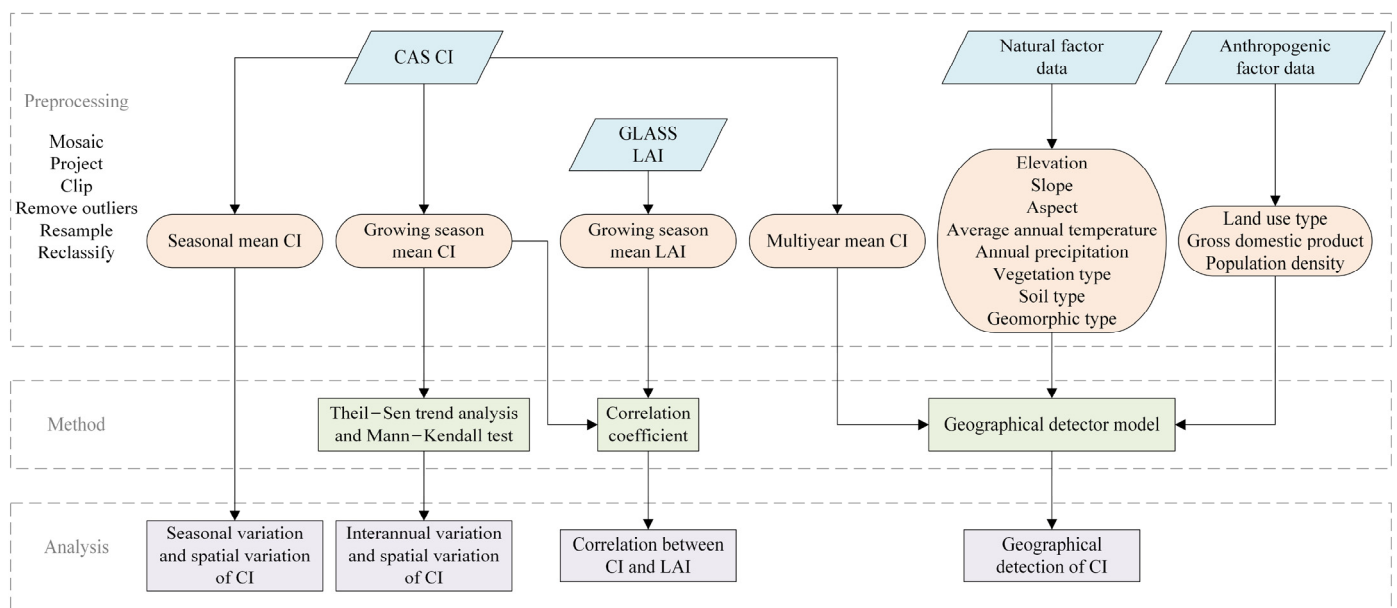 CAS CI
Natural factor
data
Anthropogenic
factor data
Preprocessing
Mosaic
Project
Clip
Remove outliers
Resample
Reclassify
GLASS
LAI
Seasonal mean CI
Growing season
mean CI
Growing season
mean LAI
Multiyear mean CI
Elevation
Slope
Aspect
Average annual temperature
Annual precipitation
Vegetation type
Soil type
Geomorphic type
Land use type
Gross domestic product
Population density
Method
Theil−Sen trend analysis
and Mann−Kendall test
Correlation
coefficient
Geographical detector model
Analysis
Seasonal variation
and spatial variation
of CI
Interannual variation
and spatial variation
of CI
Correlation between
CI and LAI
Geographical
detection of CI